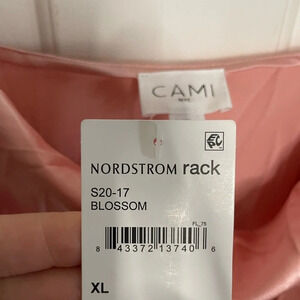 CAMI
NYC
NORDSTROM rack
S20-17
BLOSSOM
FL_75
8 43372 13740 6
XL